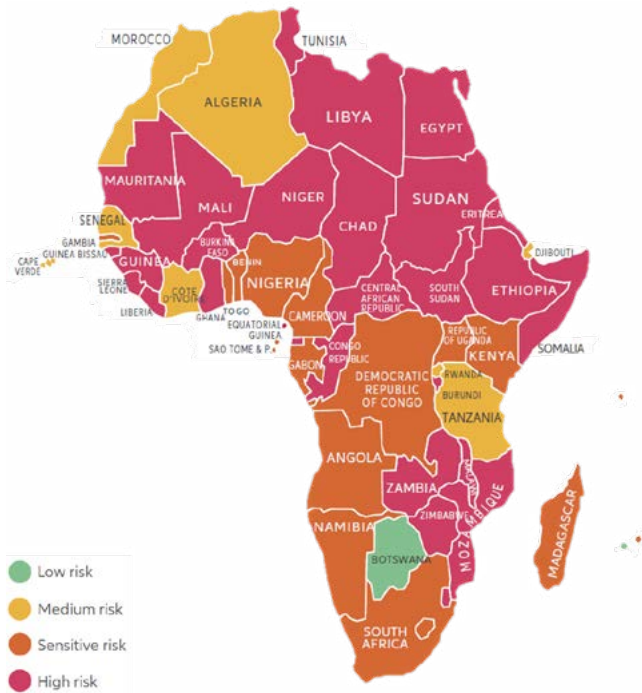 MOROCCO
TUNISIA
ALGERIA
LIBYA
EGYPT
MAURITANIA
MALI
NIGER
CHAD
SUDAN
ERITREA
SENEGAL
GAMBIA
GUINEA BISSAU
CAPE
VERDE
GUINEA
BURKINA
FASO
BENIN
NIGERIA
DJIBOUTI
SIERRA
LEONE
COTE
D'IVOIRE
LIBERIA
GHANA
TOGO
CENTRAL
AFRICAN
REPUBLIC
SOUTH
SUDAN
ETHIOPIA
CAMEROON
EQUATORIAL
GUINEA
SAO TOME & P.
GABON
CONGO
REPUBLIC
REPUBLIC
OF UGANDA
KENYA
SOMALIA
DEMOCRATIC
REPUBLIC
OF CONGO
RWANDA
BURUNDI
TANZANIA
ANGOLA
ZAMBIA
MALAWI
ZIMBABWE
MOZAMBIQUE
NAMIBIA
BOTSWANA
MADAGASCAR
SOUTH
AFRICA
Low risk
Medium risk
Sensitive risk
High risk